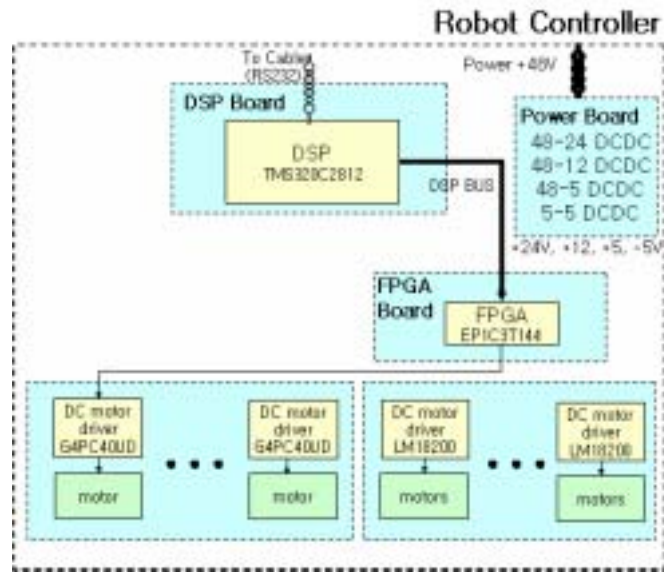 Robot Controller
To Cable
(RS232)
Power +48V
DSP Board
DSP
TMS320C2812
DSP BUS
Power Board
48-24 DCDC
48-12 DCDC
48-5 DCDC
5-5 DCDC
+24V, +12, +5, -5V
FPGA
Board
FPGA
EP1C3T144
DC motor
driver
G4PC40UD
DC motor
driver
G4PC40UD
DC motor
driver
LM18200
DC motor
driver
LM18200
motor
motor
motors
motors